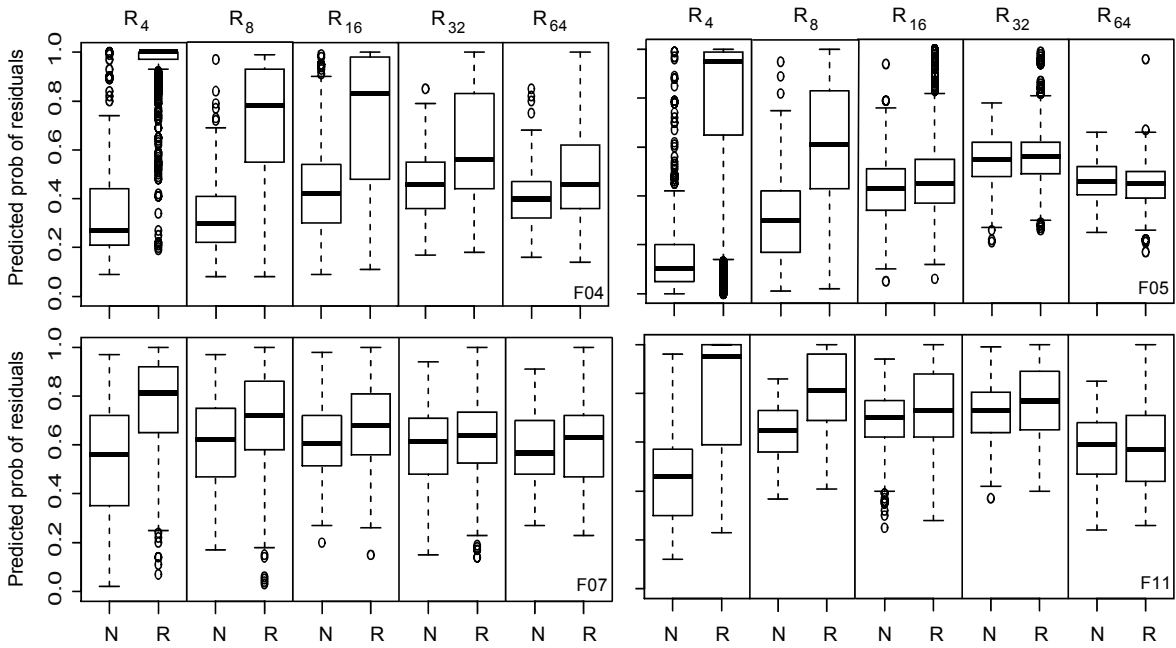 R4 R8 R16 R32 R64 R4 R8 R16 R32 R64
Predicted prob of residuals
0.0 0.2 0.4 0.6 0.8 1.0
F04
F05
Predicted prob of residuals
0.0 0.2 0.4 0.6 0.8 1.0
F07
F11
N R N R N R N R N R N R N R N R N R N R